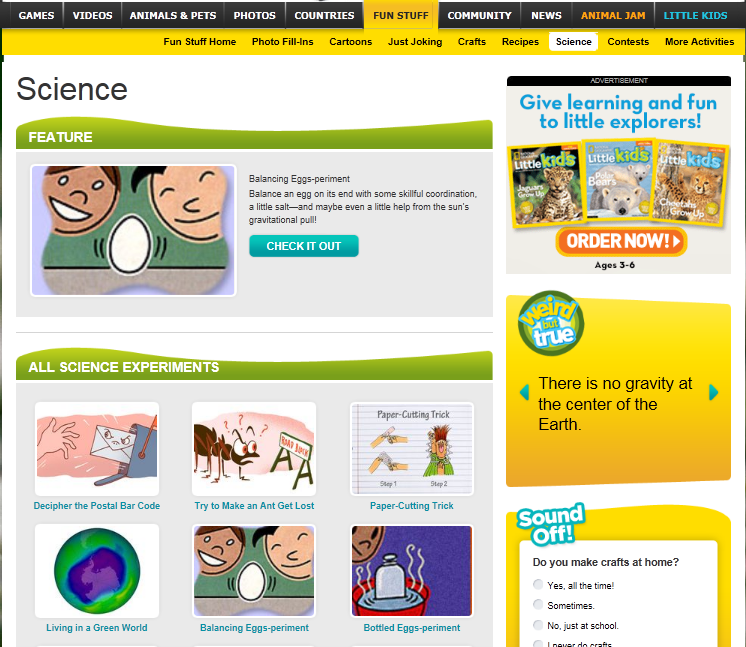 GAMES VIDEOS ANIMALS & PETS PHOTOS COUNTRIES FUN STUFF COMMUNITY NEWS ANIMAL JAM LITTLE KIDS
Fun Stuff Home Photo Fill-Ins Cartoons Just Joking Crafts Recipes Science Contests More Activities
Science
FEATURE
Balancing Eggs-periment
Balance an egg on its end with some skillful coordination,
a little salt—and maybe even a little help from the sun's
gravitational pull!
CHECK IT OUT
ALL SCIENCE EXPERIMENTS
? ? ?
ROAD BLOCK
Paper-Cutting Trick
Step 1 Step 2
Decipher the Postal Bar Code Try to Make an Ant Get Lost Paper-Cutting Trick
Living in a Green World Balancing Eggs-periment Bottled Eggs-periment
ADVERTISEMENT
Give learning and fun
to little explorers!
Little kids Little kids Little kids
Jaguars
Grow Up
Polar
Bears
Cheetahs
Grow Up
ORDER NOW!
Ages 3-6
weird
but
true
There is no gravity at
the center of the
Earth.
Sound
Off!
Do you make crafts at home?
Yes, all the time!
Sometimes.
No, just at school.
I never do crafts.